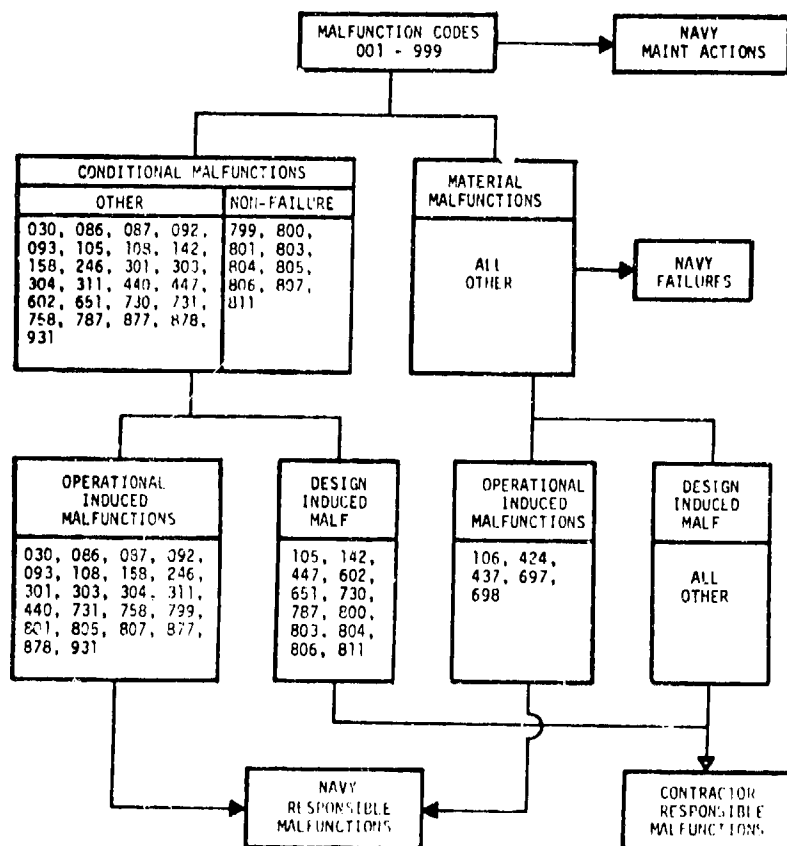 MALFUNCTION CODES
001 - 999
NAVY
MAINT ACTIONS
CONDITIONAL MALFUNCTIONS
OTHER
NON-FAILURE
030, 086, 087, 092,
093, 105, 108, 142,
158, 246, 301, 303,
304, 311, 440, 447,
602, 651, 730, 731,
758, 787, 877, 878,
931
799, 800,
801, 803,
804, 805,
806, 807,
811
MATERIAL
MALFUNCTIONS
ALL
OTHER
NAVY
FAILURES
OPERATIONAL
INDUCED
MALFUNCTIONS
030, 086, 087, 092,
093, 108, 158, 246,
301, 303, 304, 311,
440, 731, 758, 799,
801, 805, 807, 877,
878, 931
DESIGN
INDUCED
MALF
105, 142,
447, 602,
651, 730,
787, 800,
803, 804,
806, 811
OPERATIONAL
INDUCED
MALFUNCTIONS
106, 424,
437, 697,
698
DESIGN
INDUCED
MALF
ALL
OTHER
NAVY
RESPONSIBLE
MALFUNCTIONS
CONTRACTOR
RESPONSIBLE
MALFUNCTIONS